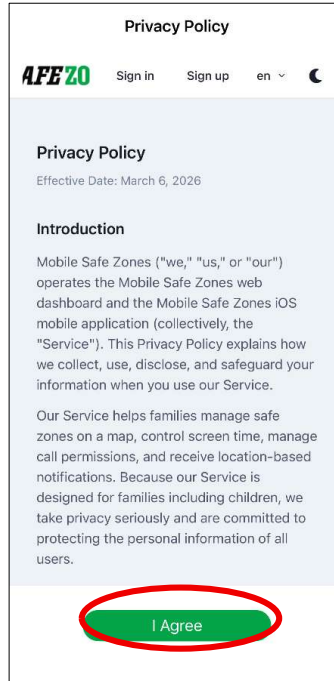 Privacy Policy
AFEZO Sign in Sign up en
Privacy Policy
Effective Date: March 6, 2026
Introduction
Mobile Safe Zones ("we," "us," or "our")
operates the Mobile Safe Zones web
dashboard and the Mobile Safe Zones iOS
mobile application (collectively, the
"Service"). This Privacy Policy explains how
we collect, use, disclose, and safeguard your
information when you use our Service.
Our Service helps families manage safe
zones on a map, control screen time, manage
call permissions, and receive location-based
notifications. Because our Service is
designed for families including children, we
take privacy seriously and are committed to
protecting the personal information of all
users.
I Agree